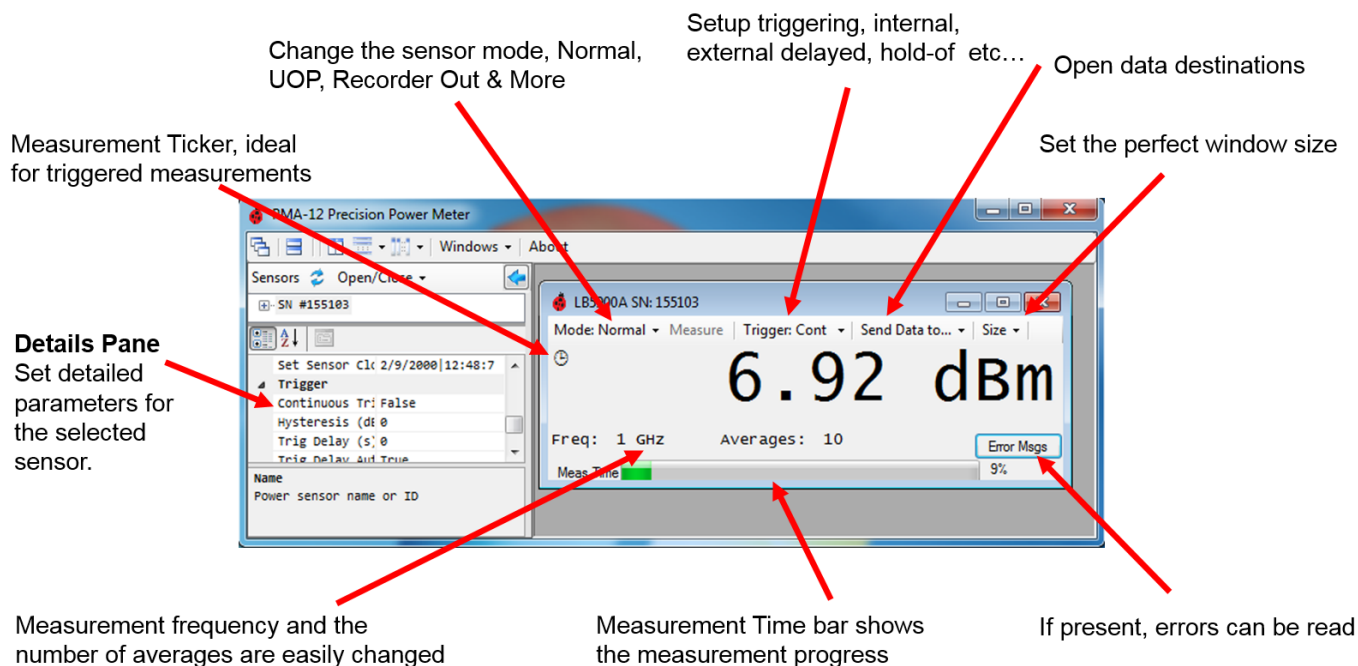 Setup triggering, internal,
external delayed, hold-of etc...
Change the sensor mode, Normal,
UOP, Recorder Out & More
Open data destinations
Measurement Ticker, ideal
for triggered measurements
Set the perfect window size
PMA-12 Precision Power Meter
Windows About
Sensors Open/Close
SN #155103
LB5900A SN: 155103
Mode: Normal Measure Trigger: Cont Send Data to... Size
6.92 dBm
Details Pane
Set detailed
parameters for
the selected
sensor.
Set Sensor Clc 2/9/2000|12:48:7
Trigger
Continuous Tri False
Hysteresis (dE 0
Trig Delay (s) 0
Trig Delay Aut True
Name
Power sensor name or ID
Freq: 1 GHz Averages: 10
Error Msgs
Meas Time 9%
Measurement frequency and the
number of averages are easily changed
Measurement Time bar shows
the measurement progress
If present, errors can be read